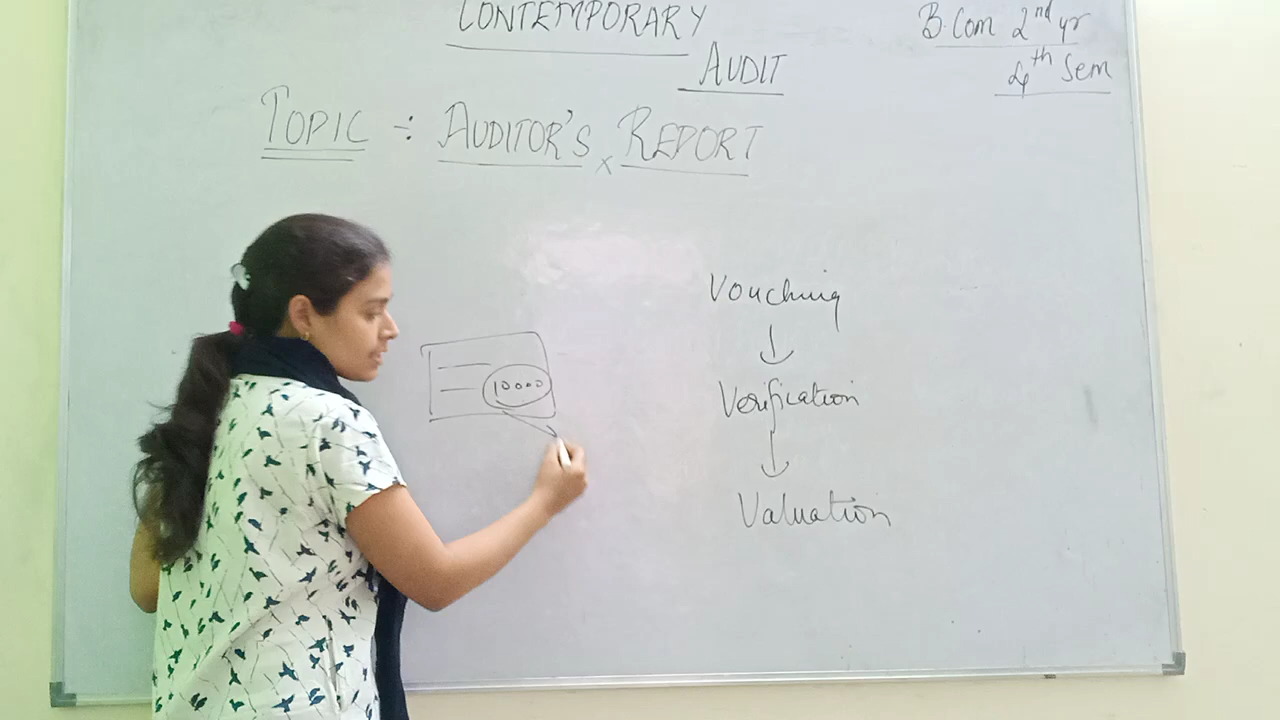 CONTEMPORARY
AUDIT
B.Com 2nd yr
4th Sem
TOPIC ÷ AUDITOR'S x REPORT
10000
Vouching
↓
Verification
↓
Valuation